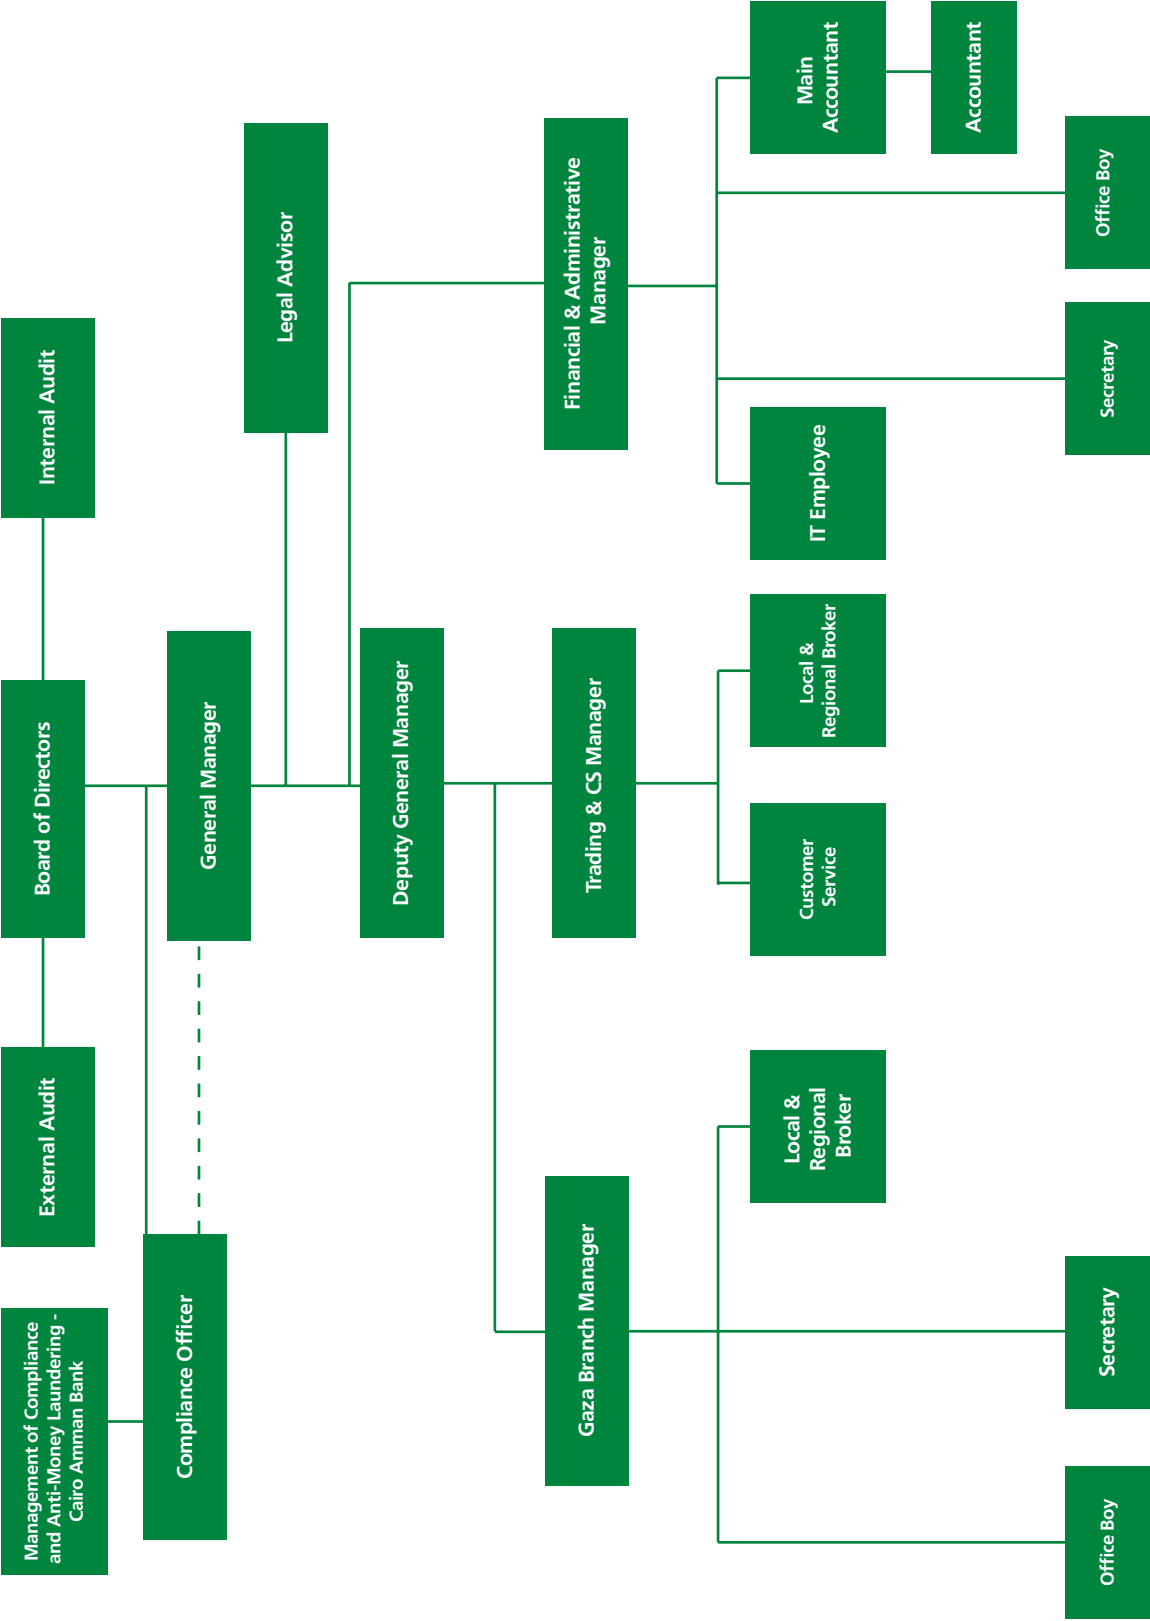 Management of Compliance
and Anti-Money Laundering -
Cairo Amman Bank
External Audit
Board of Directors
Internal Audit
Compliance Officer
General Manager
Legal Advisor
Deputy General Manager
Gaza Branch Manager
Trading & CS Manager
Financial & Administrative
Manager
Local &
Regional
Broker
Customer
Service
Local &
Regional Broker
IT Employee
Main
Accountant
Accountant
Office Boy
Secretary
Secretary
Office Boy